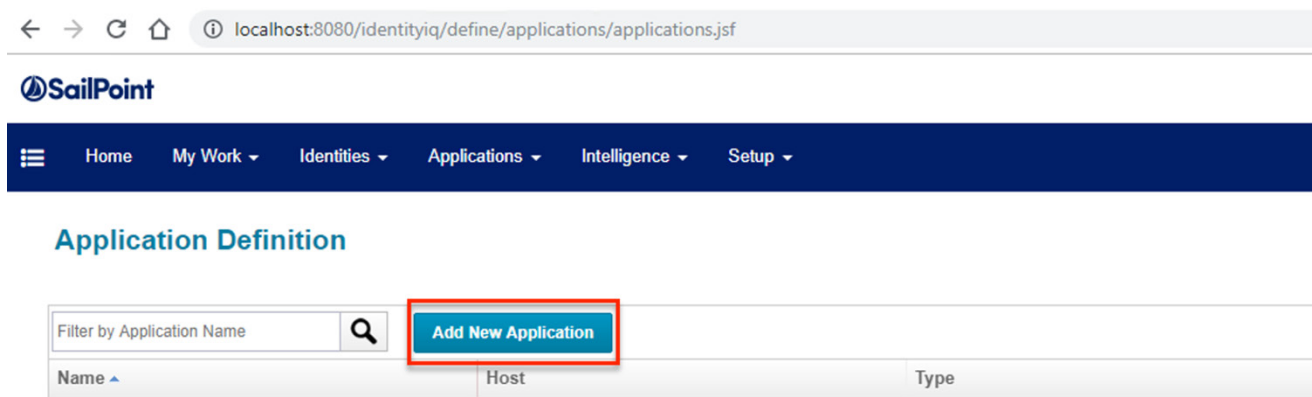 localhost:8080/identityiq/define/applications/applications.jsf
SailPoint
Home My Work Identities Applications Intelligence Setup
Application Definition
Filter by Application Name Add New Application
Name Host Type